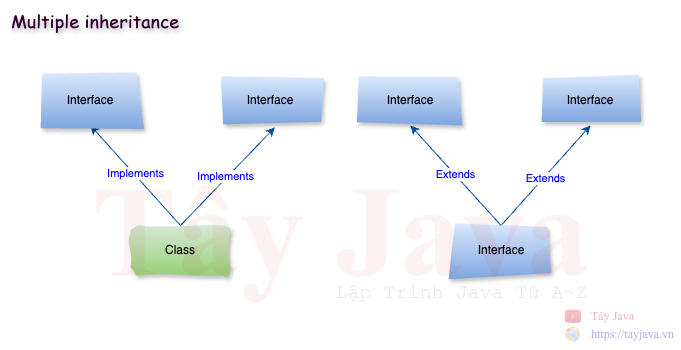 Multiple inheritance
Interface
Interface
Interface
Interface
Implements
Implements
Extends
Extends
Class
Interface
Tây Java
Lập Trình Java Từ A~Z
Tây Java
https://tayjava.vn